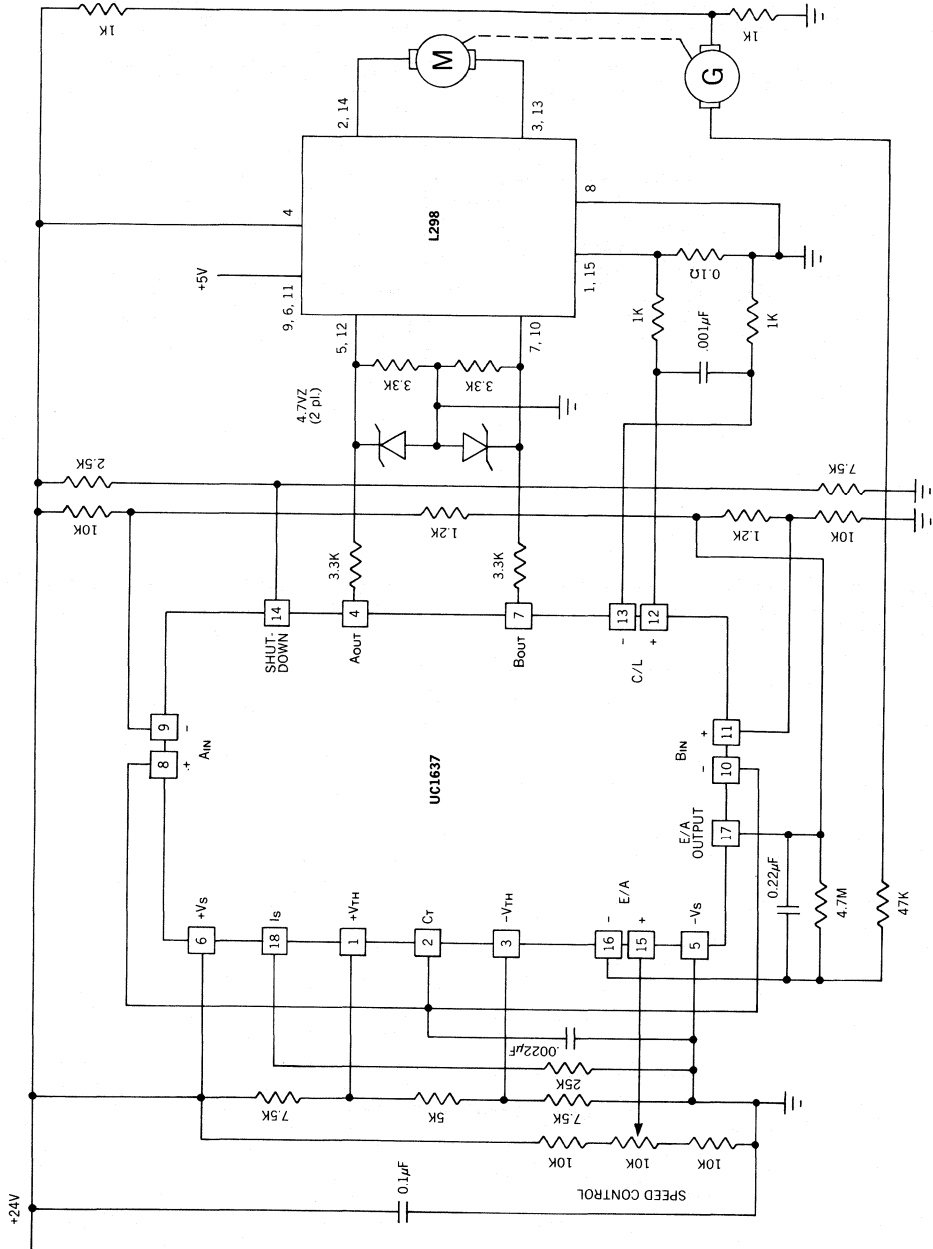 1K
1K
M
G
2, 14
3, 13
4
8
L298
+5V
9, 6, 11
1, 15
0.1Ω
5, 12
7, 10
1K
.001µF
1K
3.3K
3.3K
4.7VZ
(2 pl.)
2.5K
7.5K
10K
1.2K
1.2K
10K
3.3K
3.3K
14
4
7
13
12
SHUT-
DOWN
AOUT
BOUT
-
+
C/L
9
-
8
+
AIN
11
+
10
-
BIN
UC1637
17
E/A
OUTPUT
6
+VS
18
IS
1
+VTH
2
CT
3
-VTH
16
-
15
+
E/A
5
-VS
0.22µF
4.7M
47K
.0022µF
25K
7.5K
5K
7.5K
10K
10K
10K
SPEED CONTROL
0.1µF
+24V